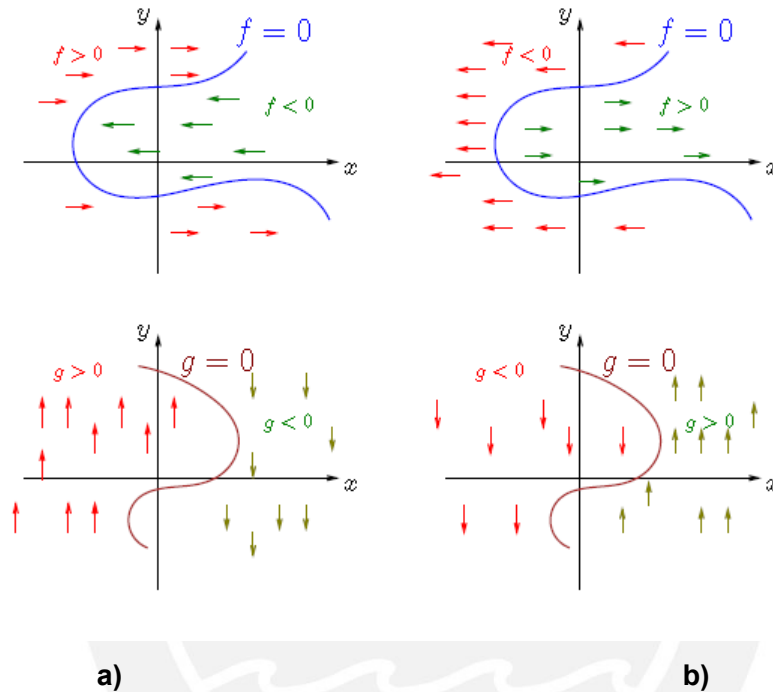 y
f = 0
f > 0
f < 0
x
y
f = 0
f < 0
f > 0
x
y
g = 0
g > 0
g < 0
x
y
g = 0
g < 0
g > 0
x
a)
b)